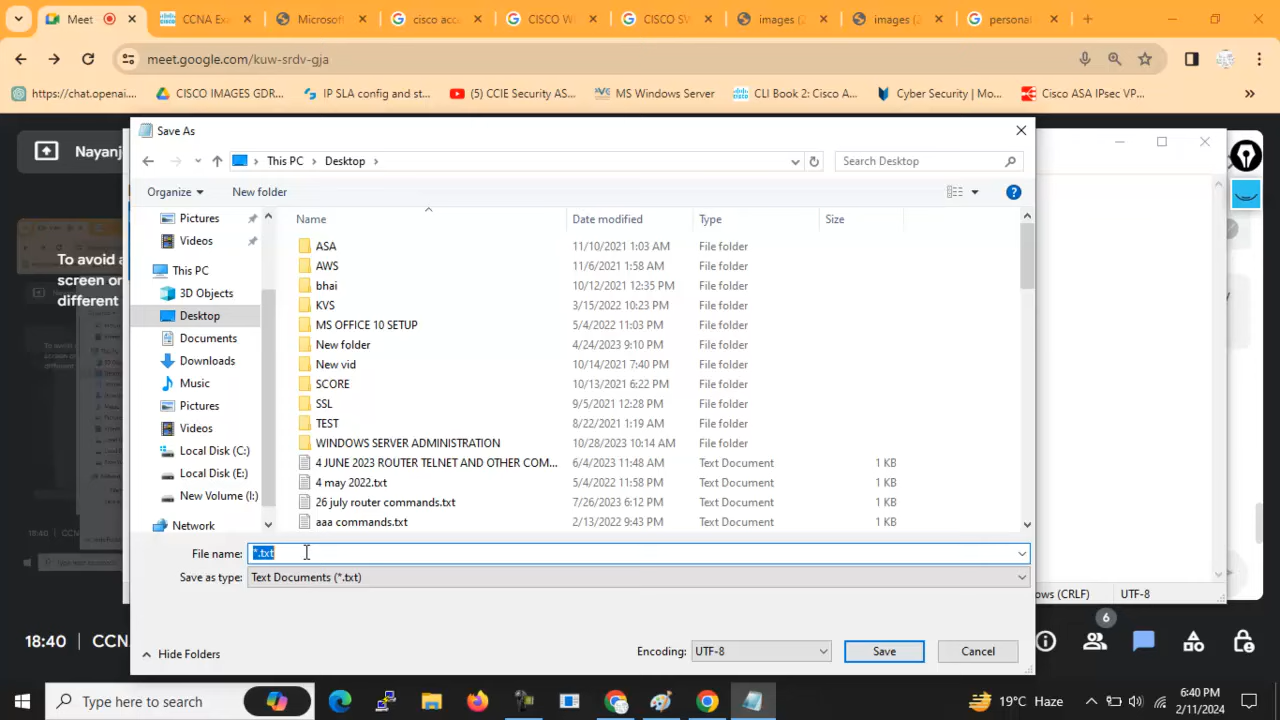 Meet
CCNA Exa
Microsoft
cisco acc
CISCO W
CISCO SV
images (2
images (2
personal
meet.google.com/kuw-srdv-gja
https://chat.openai....
CISCO IMAGES GDR...
IP SLA config and st...
(5) CCIE Security AS...
MS Windows Server
CLI Book 2: Cisco A...
Cyber Security | Mo...
Cisco ASA IPsec VP...
»
Nayanj
To avoid a
screen or
different
Save As
This PC > Desktop >
Search Desktop
Organize
New folder
Name
Date modified
Type
Size
Pictures
Videos
This PC
3D Objects
Desktop
Documents
Downloads
Music
Pictures
Videos
Local Disk (C:)
Local Disk (E:)
New Volume (I:)
Network
ASA 11/10/2021 1:03 AM File folder
AWS 11/6/2021 1:58 AM File folder
bhai 10/12/2021 12:35 PM File folder
KVS 3/15/2022 10:23 PM File folder
MS OFFICE 10 SETUP 5/4/2022 11:03 PM File folder
New folder 4/24/2023 9:10 PM File folder
New vid 10/14/2021 7:40 PM File folder
SCORE 10/13/2021 6:22 PM File folder
SSL 9/5/2021 12:28 PM File folder
TEST 8/22/2021 1:19 AM File folder
WINDOWS SERVER ADMINISTRATION 10/28/2023 10:14 AM File folder
4 JUNE 2023 ROUTER TELNET AND OTHER COM... 6/4/2023 11:48 AM Text Document 1 KB
4 may 2022.txt 5/4/2022 11:58 PM Text Document 1 KB
26 july router commands.txt 7/26/2023 6:12 PM Text Document 1 KB
aaa commands.txt 2/13/2022 9:43 PM Text Document 1 KB
File name: *.txt
Save as type: Text Documents (*.txt)
Hide Folders
Encoding: UTF-8
Save
Cancel
ows (CRLF)
UTF-8
18:40 | CCN
6
Type here to search
19°C Haze
6:40 PM
2/11/2024